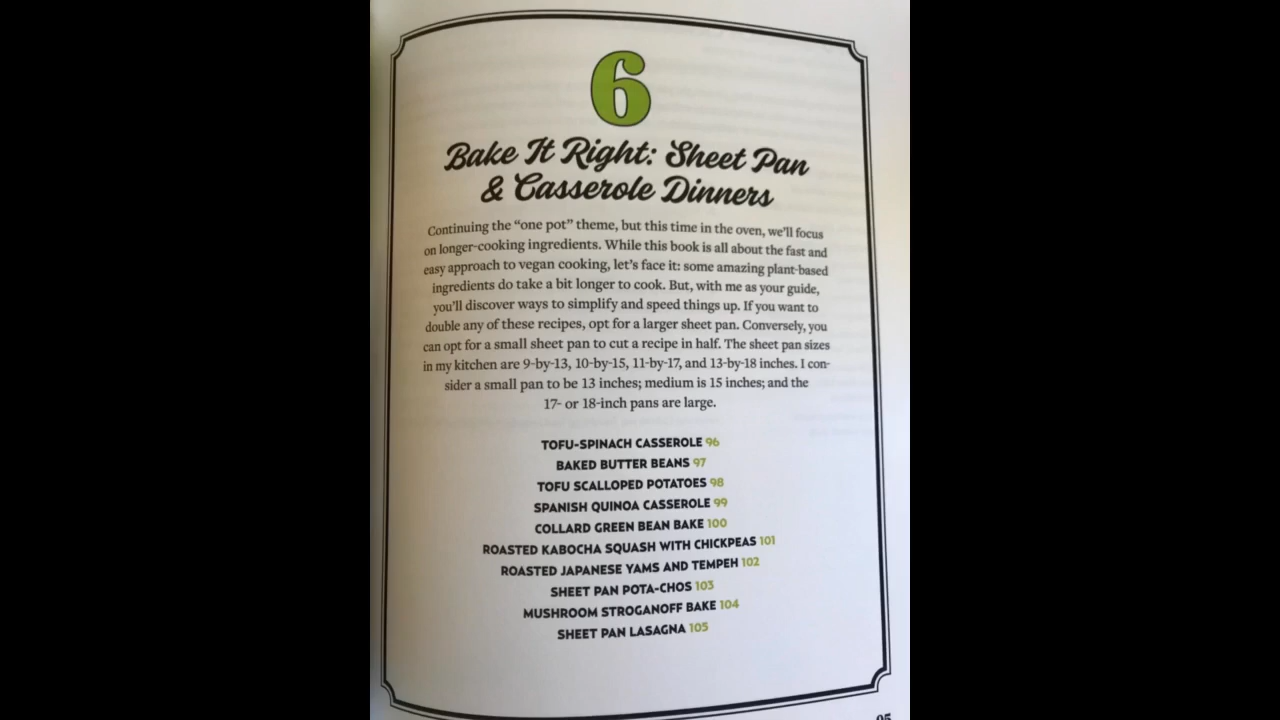 6
Bake It Right: Sheet Pan
& Casserole Dinners
Continuing the “one pot” theme, but this time in the oven, we’ll focus
on longer-cooking ingredients. While this book is all about the fast and
easy approach to vegan cooking, let’s face it: some amazing plant-based
ingredients do take a bit longer to cook. But, with me as your guide,
you’ll discover ways to simplify and speed things up. If you want to
double any of these recipes, opt for a larger sheet pan. Conversely, you
can opt for a small sheet pan to cut a recipe in half. The sheet pan sizes
in my kitchen are 9-by-13, 10-by-15, 11-by-17, and 13-by-18 inches. I con-
sider a small pan to be 13 inches; medium is 15 inches; and the
17- or 18-inch pans are large.
TOFU-SPINACH CASSEROLE 96
BAKED BUTTER BEANS 97
TOFU SCALLOPED POTATOES 98
SPANISH QUINOA CASSEROLE 99
COLLARD GREEN BEAN BAKE 100
ROASTED KABOCHA SQUASH WITH CHICKPEAS 101
ROASTED JAPANESE YAMS AND TEMPEH 102
SHEET PAN POTA-CHOS 103
MUSHROOM STROGANOFF BAKE 104
SHEET PAN LASAGNA 105